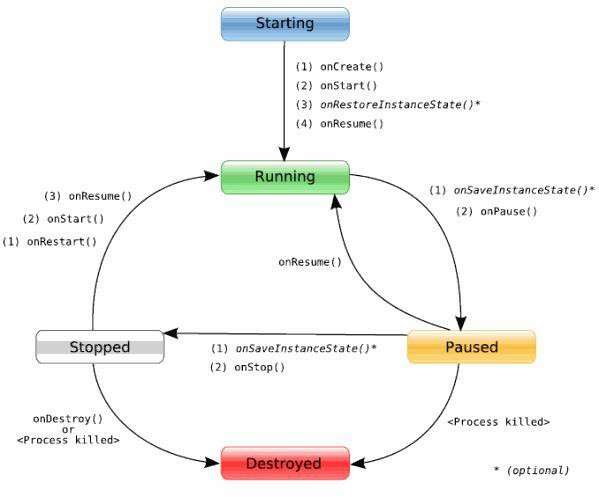 Starting
(1) onCreate()
(2) onStart()
(3) onRestoreInstanceState()*
(4) onResume()
Running
(3) onResume()
(2) onStart()
(1) onRestart()
(1) onSaveInstanceState()*
(2) onPause()
onResume()
Stopped
(1) onSaveInstanceState()*
(2) onStop()
Paused
onDestroy()
or
<Process killed>
<Process killed>
Destroyed
* (optional)